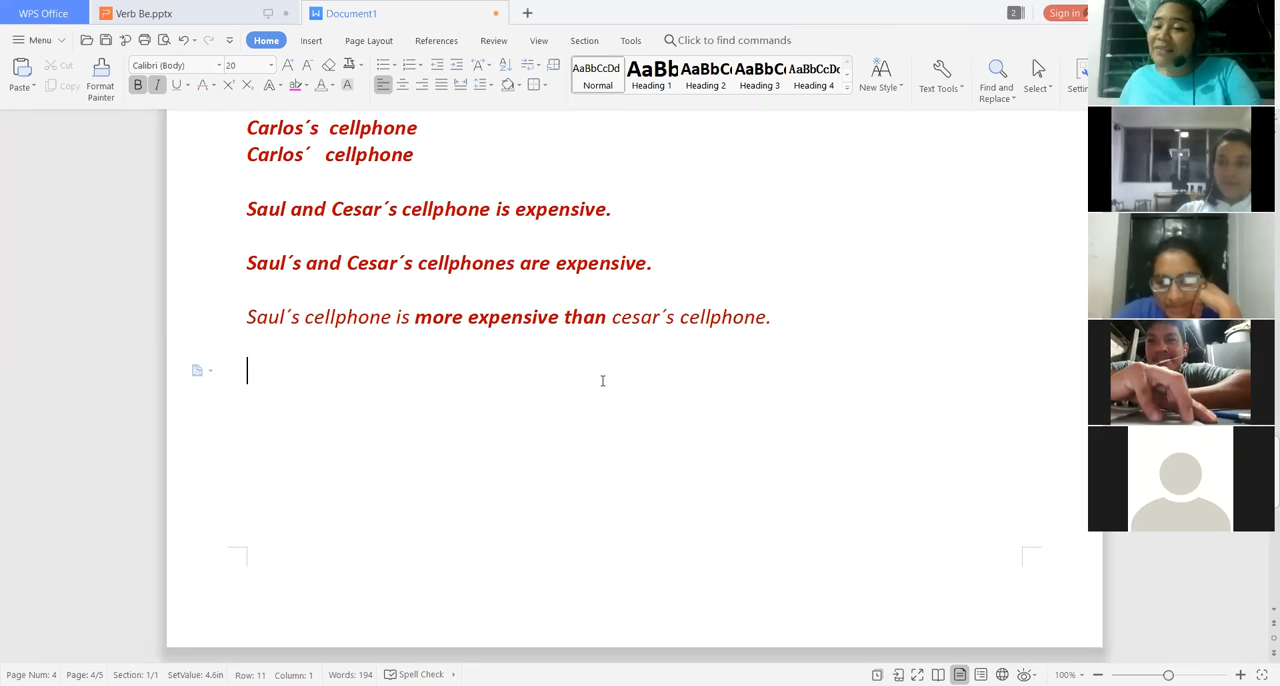 WPS Office Verb Be.pptx Document1 + 2 Sign in
Menu Home Insert Page Layout References Review View Section Tools Click to find commands
Calibri (Body) 20
Cut
Paste Copy Format Painter
B I U A X² X₂ ab A A
AaBbCcDd Normal
AaBb Heading 1
AaBbC Heading 2
AaBbC Heading 3
AaBbCcDc Heading 4
New Style Text Tools Find and Replace Select
Carlos´s cellphone
Carlos´ cellphone
Saul and Cesar´s cellphone is expensive.
Saul´s and Cesar´s cellphones are expensive.
Saul´s cellphone is more expensive than cesar´s cellphone.
Page Num: 4 Page: 4/5 Section: 1/1 SetValue: 4.6in Row: 11 Column: 1 Words: 194 Spell Check 100%